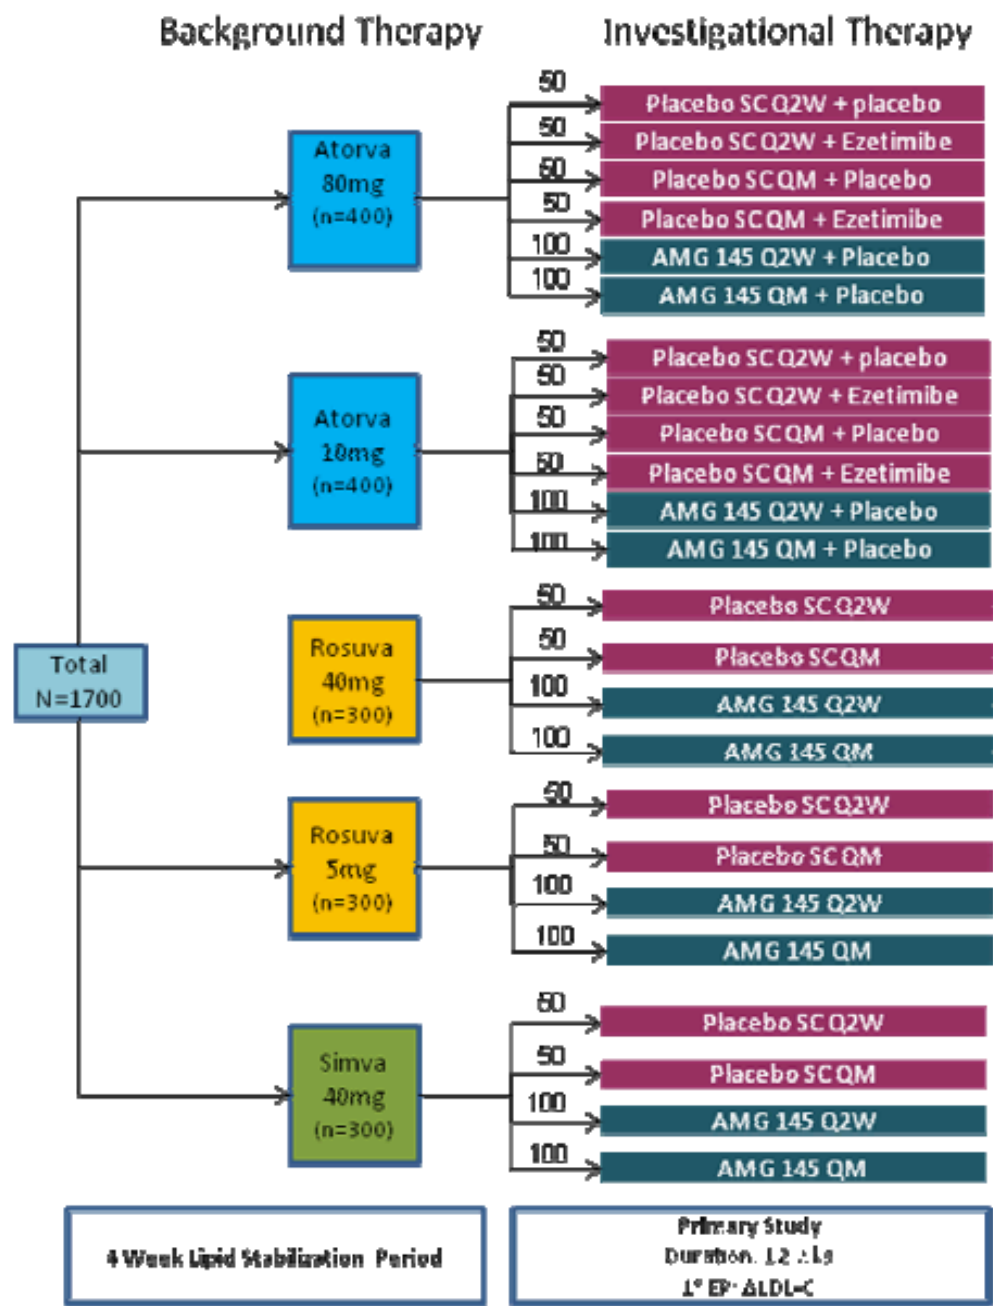 Background Therapy
Investigational Therapy
Total
N=1700
Atorva
80mg
(n=400)
50
Placebo SC Q2W + placebo
50
Placebo SC Q2W + Ezetimibe
50
Placebo SC QM + Placebo
50
Placebo SC QM + Ezetimibe
100
AMG 145 Q2W + Placebo
100
AMG 145 QM + Placebo
Atorva
10mg
(n=400)
50
Placebo SC Q2W + placebo
50
Placebo SC Q2W + Ezetimibe
50
Placebo SC QM + Placebo
50
Placebo SC QM + Ezetimibe
100
AMG 145 Q2W + Placebo
100
AMG 145 QM + Placebo
Rosuva
40mg
(n=300)
50
Placebo SC Q2W
50
Placebo SC QM
100
AMG 145 Q2W
100
AMG 145 QM
Rosuva
5mg
(n=300)
50
Placebo SC Q2W
50
Placebo SC QM
100
AMG 145 Q2W
100
AMG 145 QM
Simva
40mg
(n=300)
50
Placebo SC Q2W
50
Placebo SC QM
100
AMG 145 Q2W
100
AMG 145 QM
4 Week Lipid Stabilization Period
Primary Study
Duration: 12
1° EP: ΔLDL-C